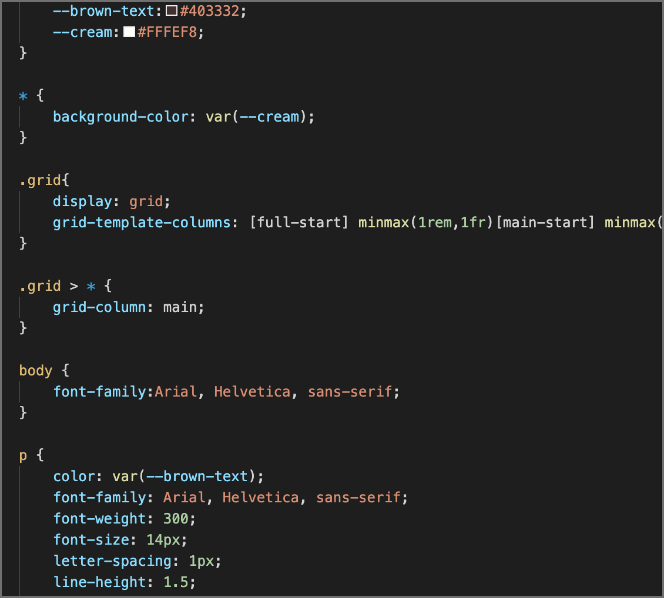 --brown-text:#403332;
--cream:#FFFEF8;
}
* {
background-color: var(--cream);
}
.grid{
display: grid;
grid-template-columns: [full-start] minmax(1rem,1fr)[main-start] minmax(
}
.grid > * {
grid-column: main;
}
body {
font-family:Arial, Helvetica, sans-serif;
}
p {
color: var(--brown-text);
font-family: Arial, Helvetica, sans-serif;
font-weight: 300;
font-size: 14px;
letter-spacing: 1px;
line-height: 1.5;